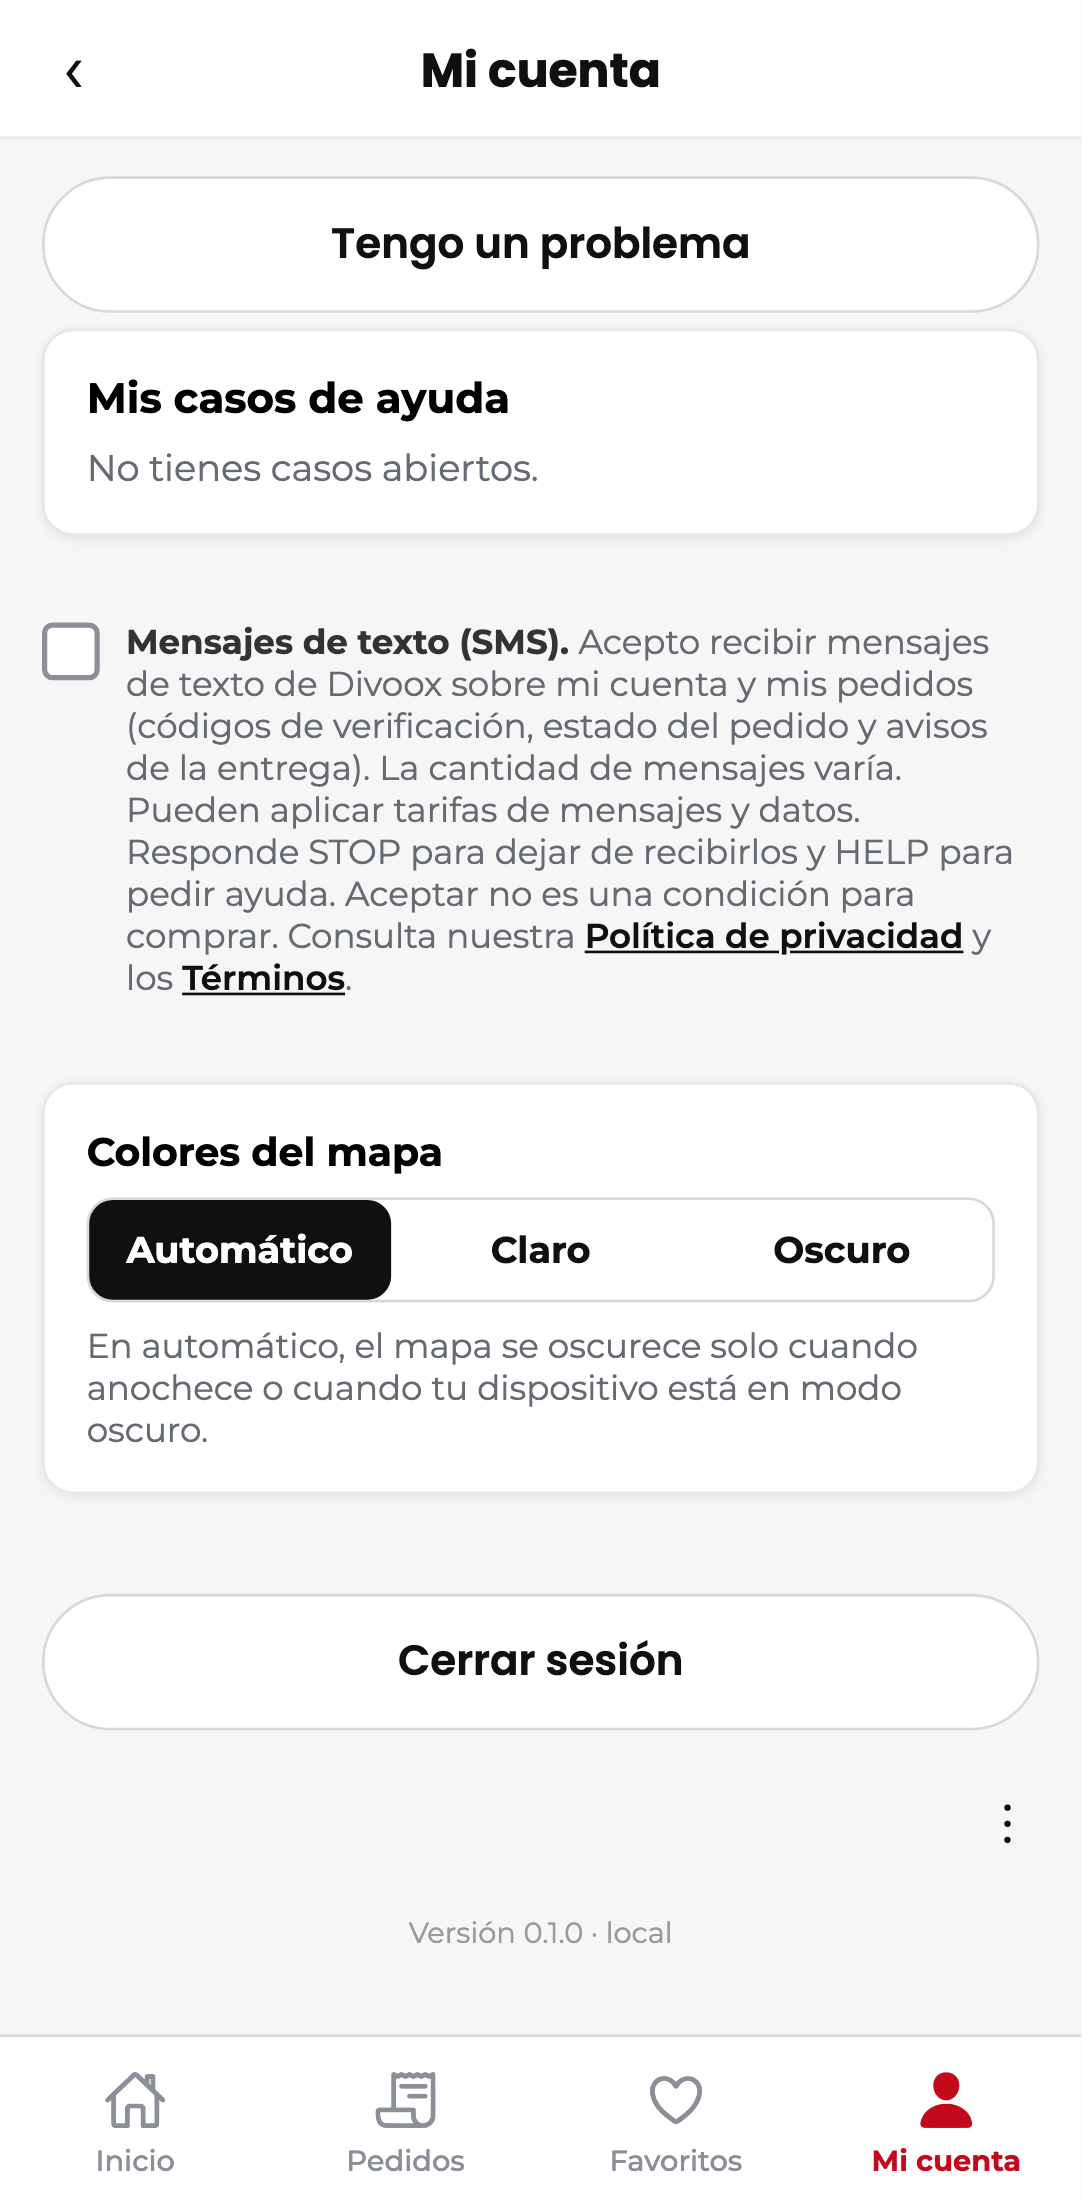 Mi cuenta
Tengo un problema
Mis casos de ayuda
No tienes casos abiertos.
Mensajes de texto (SMS). Acepto recibir mensajes
de texto de Divoox sobre mi cuenta y mis pedidos
(códigos de verificación, estado del pedido y avisos
de la entrega). La cantidad de mensajes varía.
Pueden aplicar tarifas de mensajes y datos.
Responde STOP para dejar de recibirlos y HELP para
pedir ayuda. Aceptar no es una condición para
comprar. Consulta nuestra Política de privacidad y
los Términos.
Colores del mapa
Automático Claro Oscuro
En automático, el mapa se oscurece solo cuando
anochece o cuando tu dispositivo está en modo
oscuro.
Cerrar sesión
Versión 0.1.0 · local
Inicio Pedidos Favoritos Mi cuenta